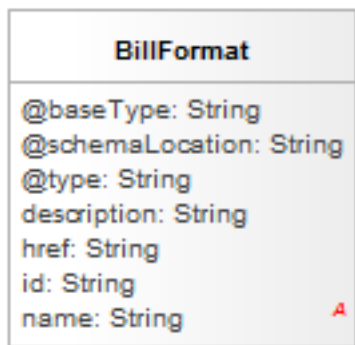 BillFormat
@baseType: String
@schemaLocation: String
@type: String
description: String
href: String
id: String
name: String
A